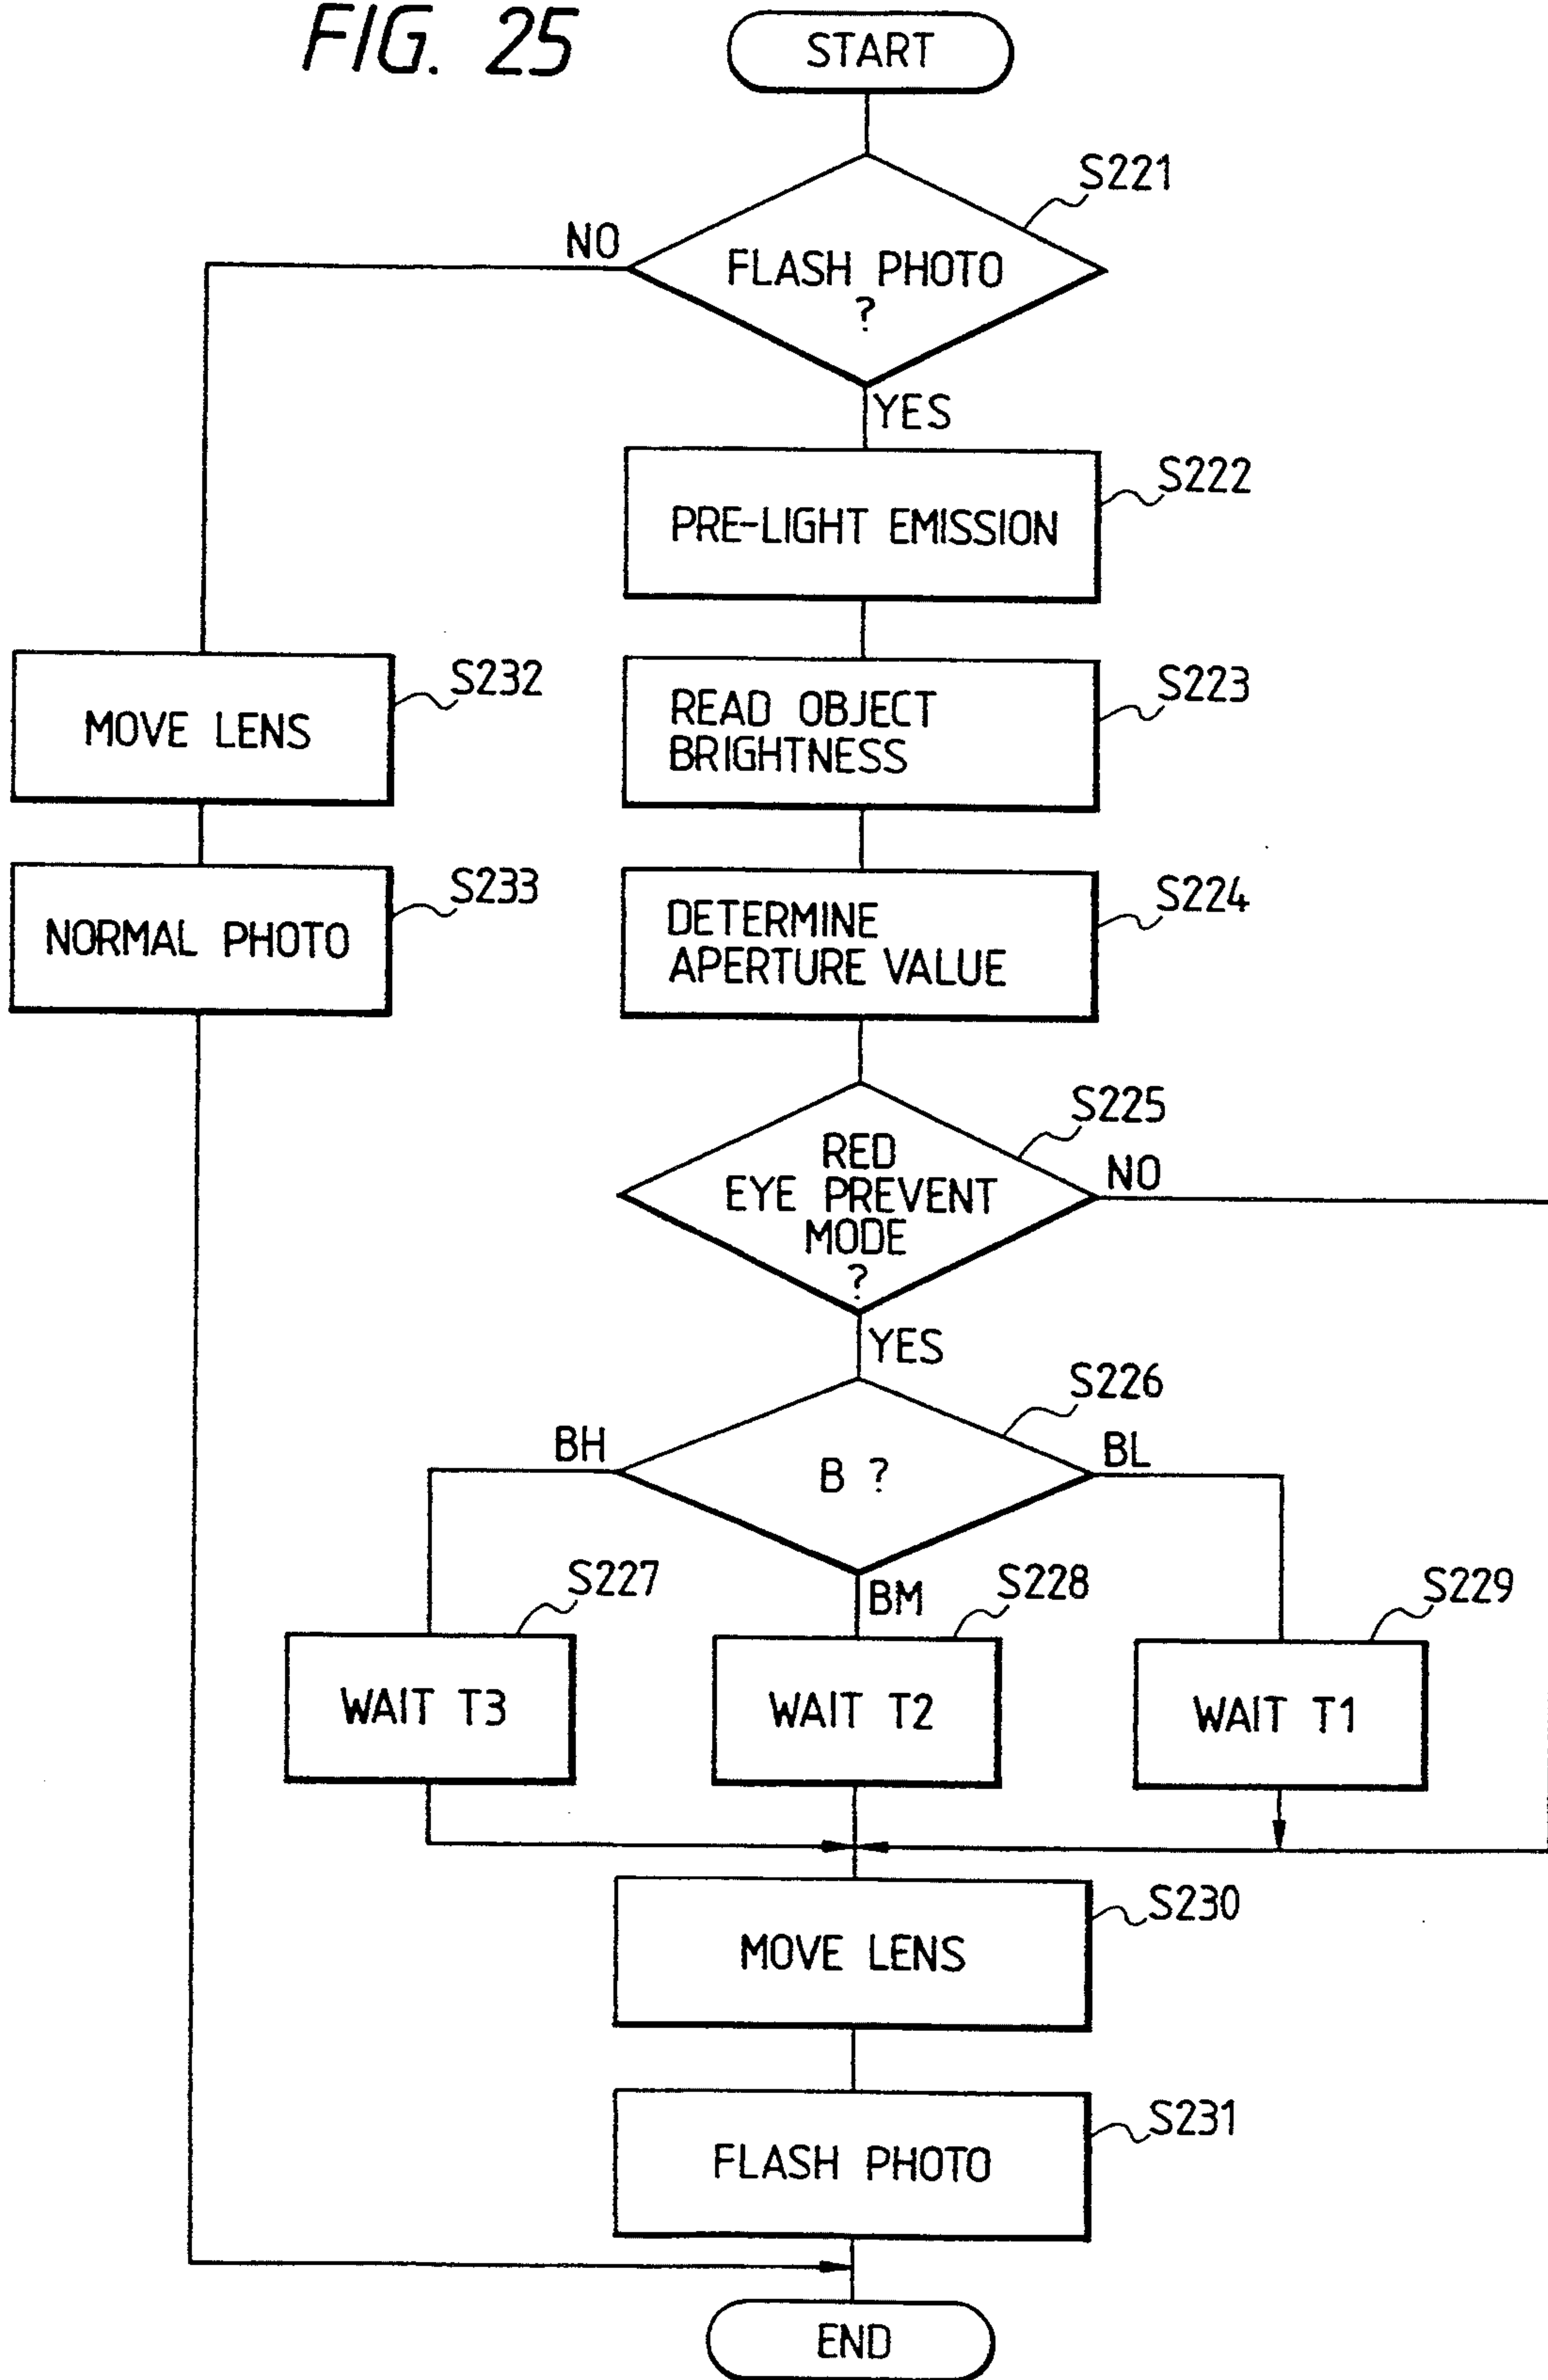 FIG. 25
START
S221
NO
FLASH PHOTO
?
YES
S222
PRE-LIGHT EMISSION
S232
MOVE LENS
S223
READ OBJECT
BRIGHTNESS
S233
NORMAL PHOTO
S224
DETERMINE
APERTURE VALUE
S225
RED
EYE PREVENT
MODE
?
NO
YES
S226
BH
B ?
BL
BM
S227
WAIT T3
S228
WAIT T2
S229
WAIT T1
S230
MOVE LENS
S231
FLASH PHOTO
END